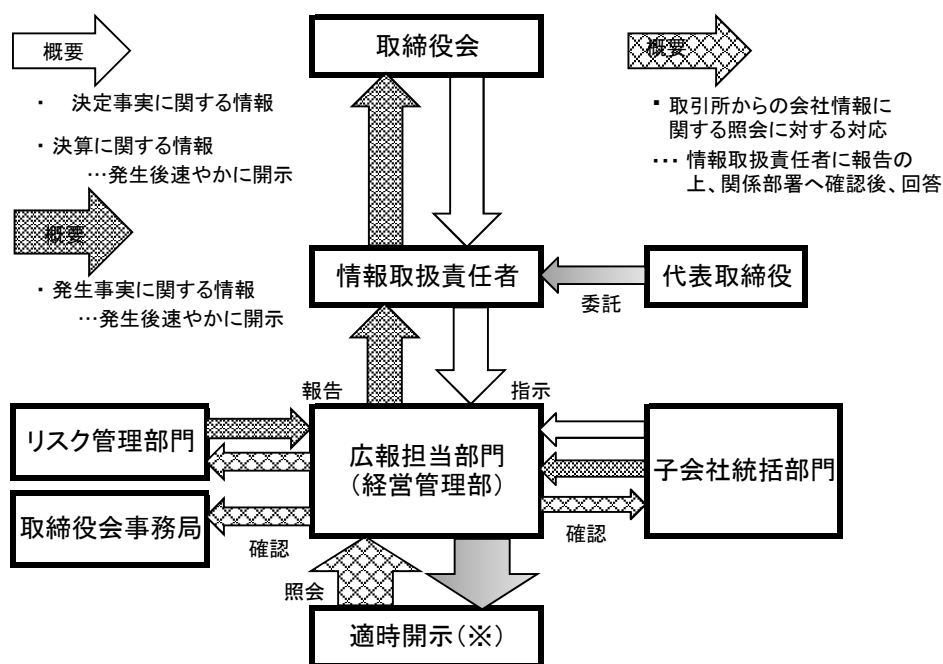 概要
・ 決定事実に関する情報
・ 決算に関する情報
…発生後速やかに開示
概要
・ 発生事実に関する情報
…発生後速やかに開示
取締役会
概要
・ 取引所からの会社情報に
関する照会に対する対応
… 情報取扱責任者に報告の
上、関係部署へ確認後、回答
情報取扱責任者
代表取締役
委託
報告
指示
リスク管理部門
広報担当部門
(経営管理部)
子会社統括部門
取締役会事務局
確認
確認
照会
適時開示(※)